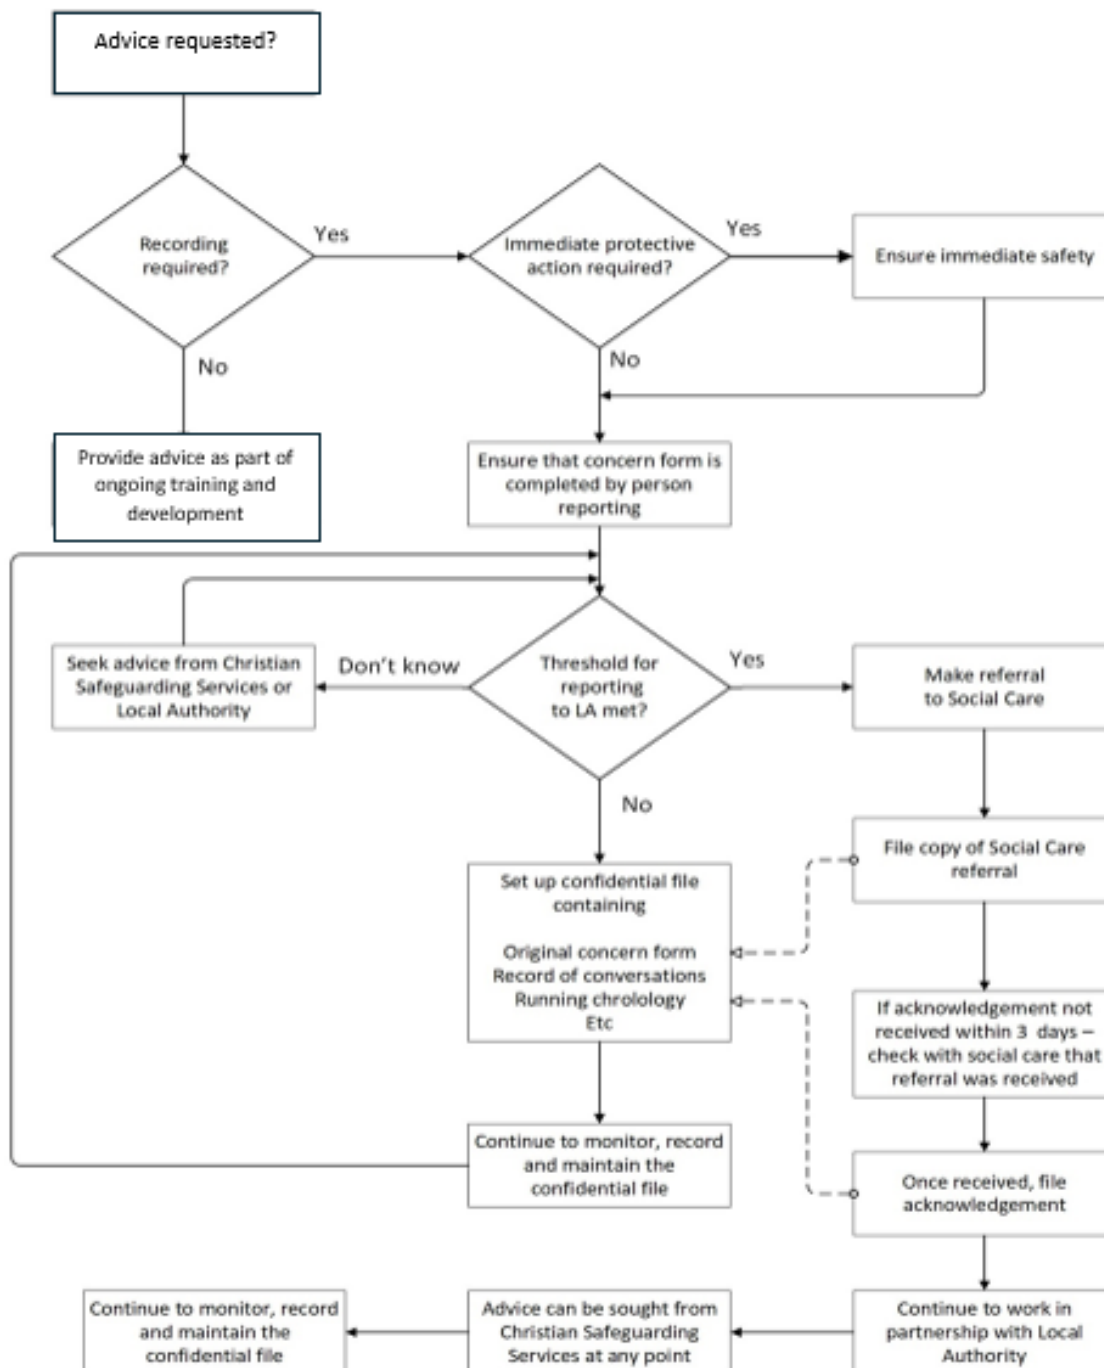 Advice requested?
Recording
required?
Yes
Immediate protective
action required?
Yes
Ensure immediate safety
No
No
Provide advice as part of
ongoing training and
development
Ensure that concern form is
completed by person
reporting
Seek advice from Christian
Safeguarding Services or
Local Authority
Don't know
Threshold for
reporting
to LA met?
Yes
Make referral
to Social Care
No
File copy of Social Care
referral
Set up confidential file
containing
Original concern form
Record of conversations
Running chrolology
Etc
If acknowledgement not
received within 3 days –
check with social care that
referral was received
Continue to monitor, record
and maintain the
confidential file
Once received, file
acknowledgement
Continue to monitor, record
and maintain the
confidential file
Advice can be sought from
Christian Safeguarding
Services at any point
Continue to work in
partnership with Local
Authority